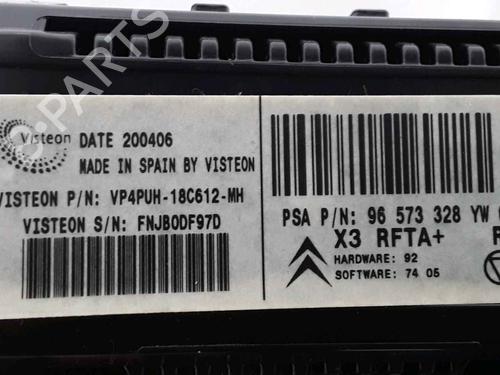 Visteon
DATE 200406
MADE IN SPAIN BY VISTEON
VISTEON P/N: VP4PUH-18C612-MH
VISTEON S/N: FNJB0DF97D
PSA P/N: 96 573 328 YW
X3 RFTA+
HARDWARE: 92
SOFTWARE: 74 05
B-PARTS